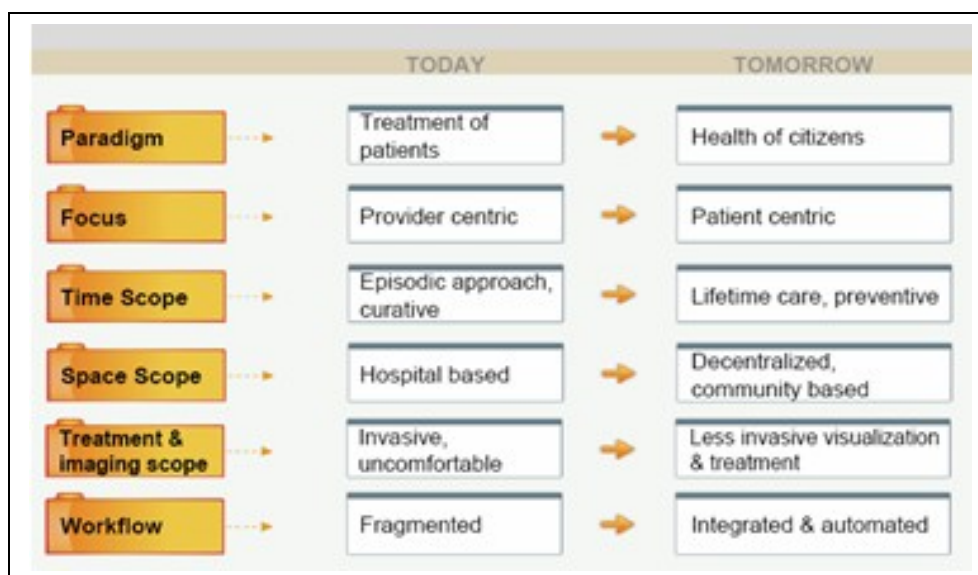 TODAY TOMORROW
Paradigm
Treatment of
patients
Health of citizens
Focus
Provider centric
Patient centric
Time Scope
Episodic approach,
curative
Lifetime care, preventive
Space Scope
Hospital based
Decentralized,
community based
Treatment &
imaging scope
Invasive,
uncomfortable
Less invasive visualization
& treatment
Workflow
Fragmented
Integrated & automated